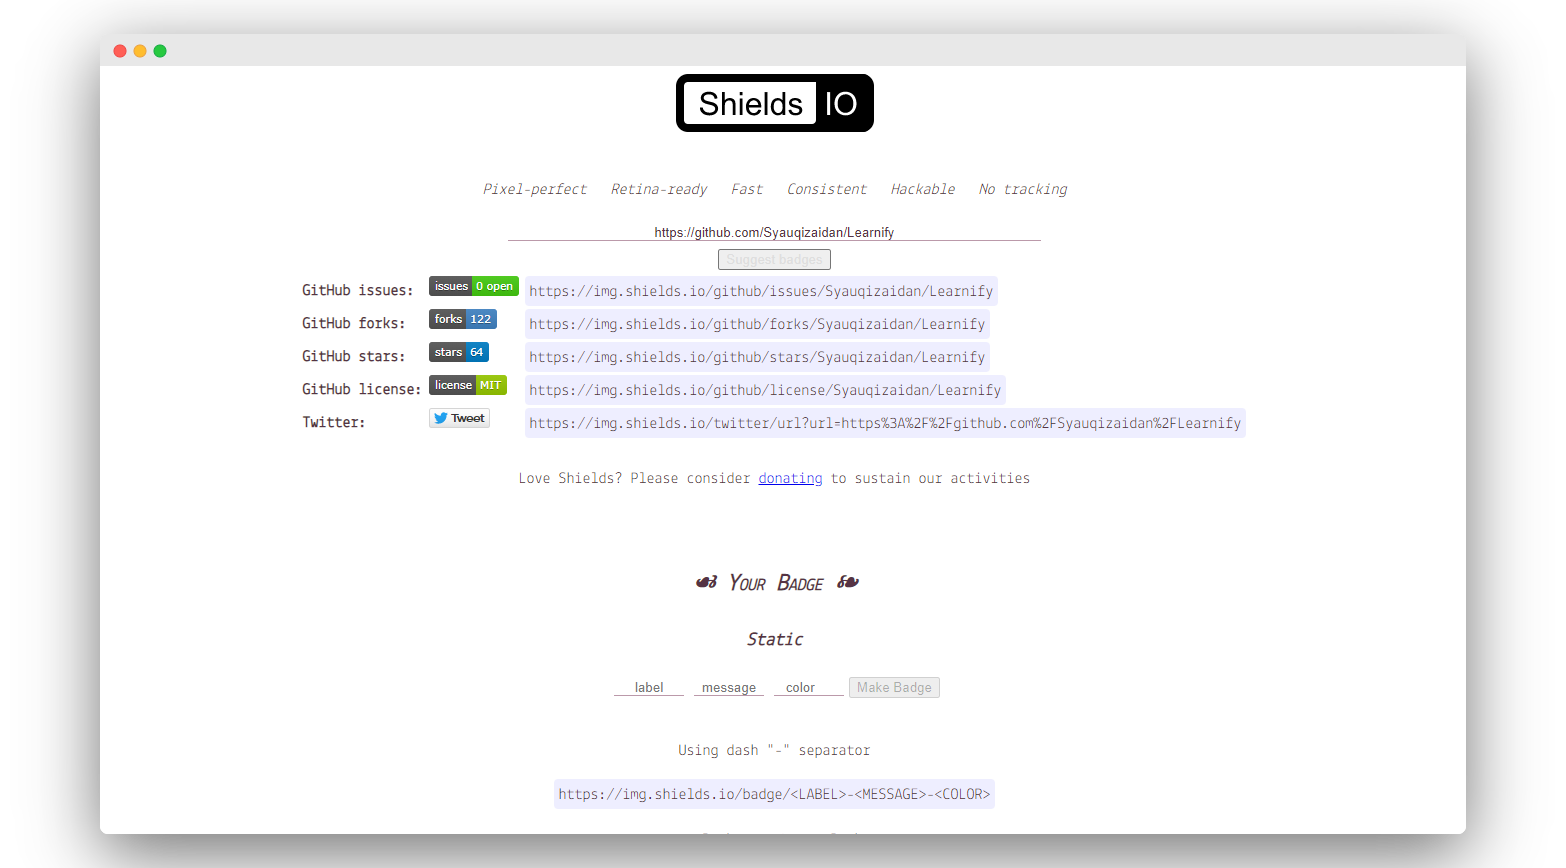 Shields IO
Pixel-perfect Retina-ready Fast Consistent Hackable No tracking
https://github.com/Syauqizaidan/Learnify
Suggest badges
GitHub issues: issues 0 open https://img.shields.io/github/issues/Syauqizaidan/Learnify
GitHub forks: forks 122 https://img.shields.io/github/forks/Syauqizaidan/Learnify
GitHub stars: stars 64 https://img.shields.io/github/stars/Syauqizaidan/Learnify
GitHub license: license MIT https://img.shields.io/github/license/Syauqizaidan/Learnify
Twitter: Tweet https://img.shields.io/twitter/url?url=https%3A%2F%2Fgithub.com%2FSyauqizaidan%2FLearnify
Love Shields? Please consider donating to sustain our activities
☙ Your Badge ❧
Static
label message color Make Badge
Using dash "-" separator
https://img.shields.io/badge/<LABEL>-<MESSAGE>-<COLOR>